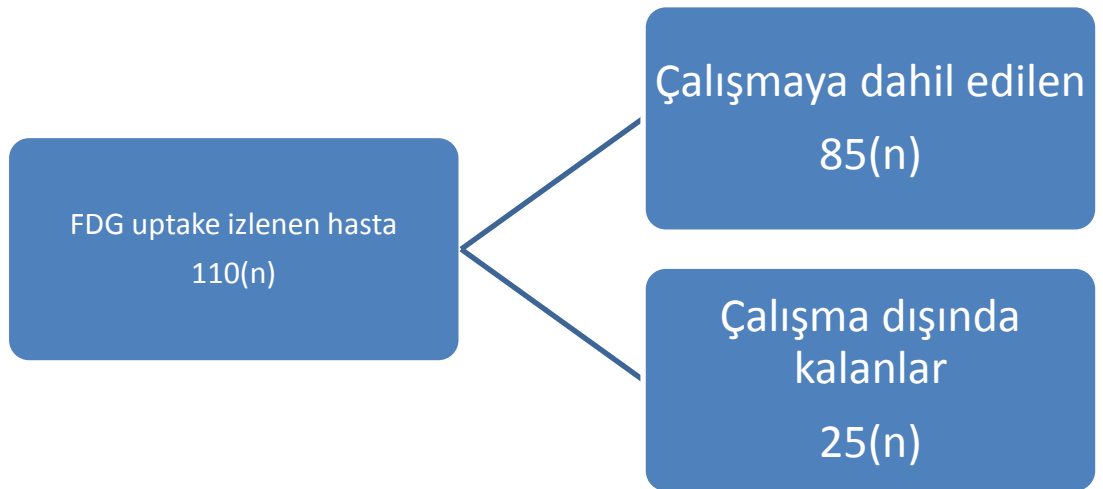 FDG uptake izlenen hasta
110(n)
Çalışmaya dahil edilen
85(n)
Çalışma dışında
kalanlar
25(n)